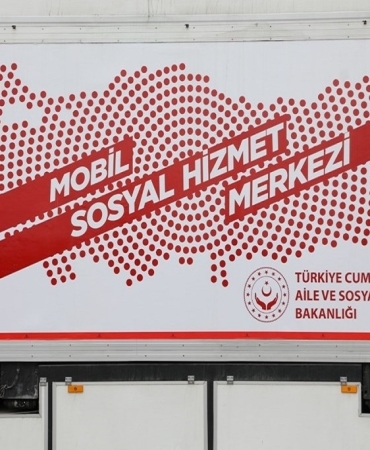 MOBİL
SOSYAL HİZMET
MERKEZİ
TÜRKİYE CUM
AİLE VE SOSYA
BAKANLIĞI